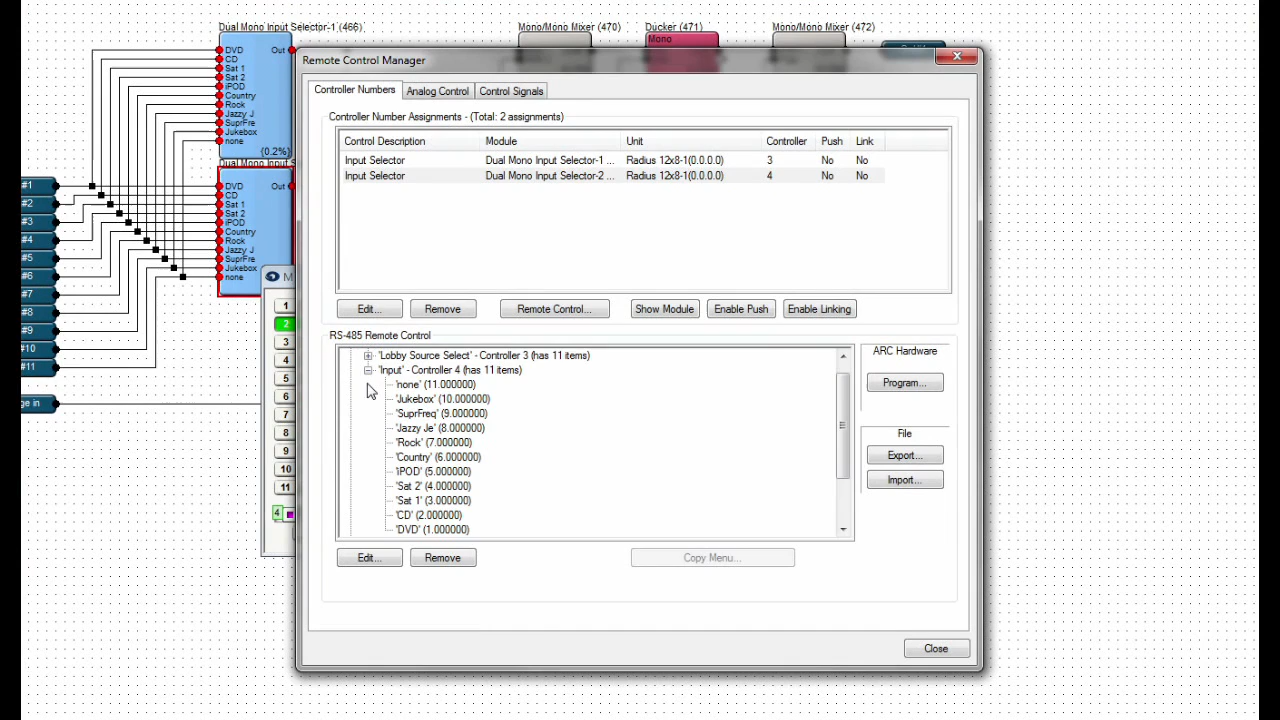 Dual Mono Input Selector-1 (466)
Mono/Mono Mixer (470)
Ducker (471)
Mono/Mono Mixer (472)
Mono
DVD Out
CD
Sat 1
Sat 2
iPOD
Country
Rock
Jazzy J
SuprFre
Jukebox
none
{0.2%}
Dual Mono Input S
DVD Out
CD
Sat 1
Sat 2
iPOD
Country
Rock
Jazzy J
SuprFre
Jukebox
none
#1
#2
#3
#4
#5
#6
#7
#8
#9
#10
#11
ge in
M
1
2
3
4
5
6
7
8
9
10
11
4
Remote Control Manager
Controller Numbers Analog Control Control Signals
Controller Number Assignments - (Total: 2 assignments)
Control Description Module Unit Controller Push Link
Input Selector Dual Mono Input Selector-1 ... Radius 12x8-1(0.0.0.0) 3 No No
Input Selector Dual Mono Input Selector-2 ... Radius 12x8-1(0.0.0.0) 4 No No
Edit... Remove Remote Control... Show Module Enable Push Enable Linking
RS-485 Remote Control
'Lobby Source Select' - Controller 3 (has 11 items)
'Input' - Controller 4 (has 11 items)
'none' (11.000000)
'Jukebox' (10.000000)
'SuprFreq' (9.000000)
'Jazzy Je' (8.000000)
'Rock' (7.000000)
'Country' (6.000000)
'iPOD' (5.000000)
'Sat 2' (4.000000)
'Sat 1' (3.000000)
'CD' (2.000000)
'DVD' (1.000000)
ARC Hardware
Program...
File
Export...
Import...
Edit... Remove Copy Menu...
Close